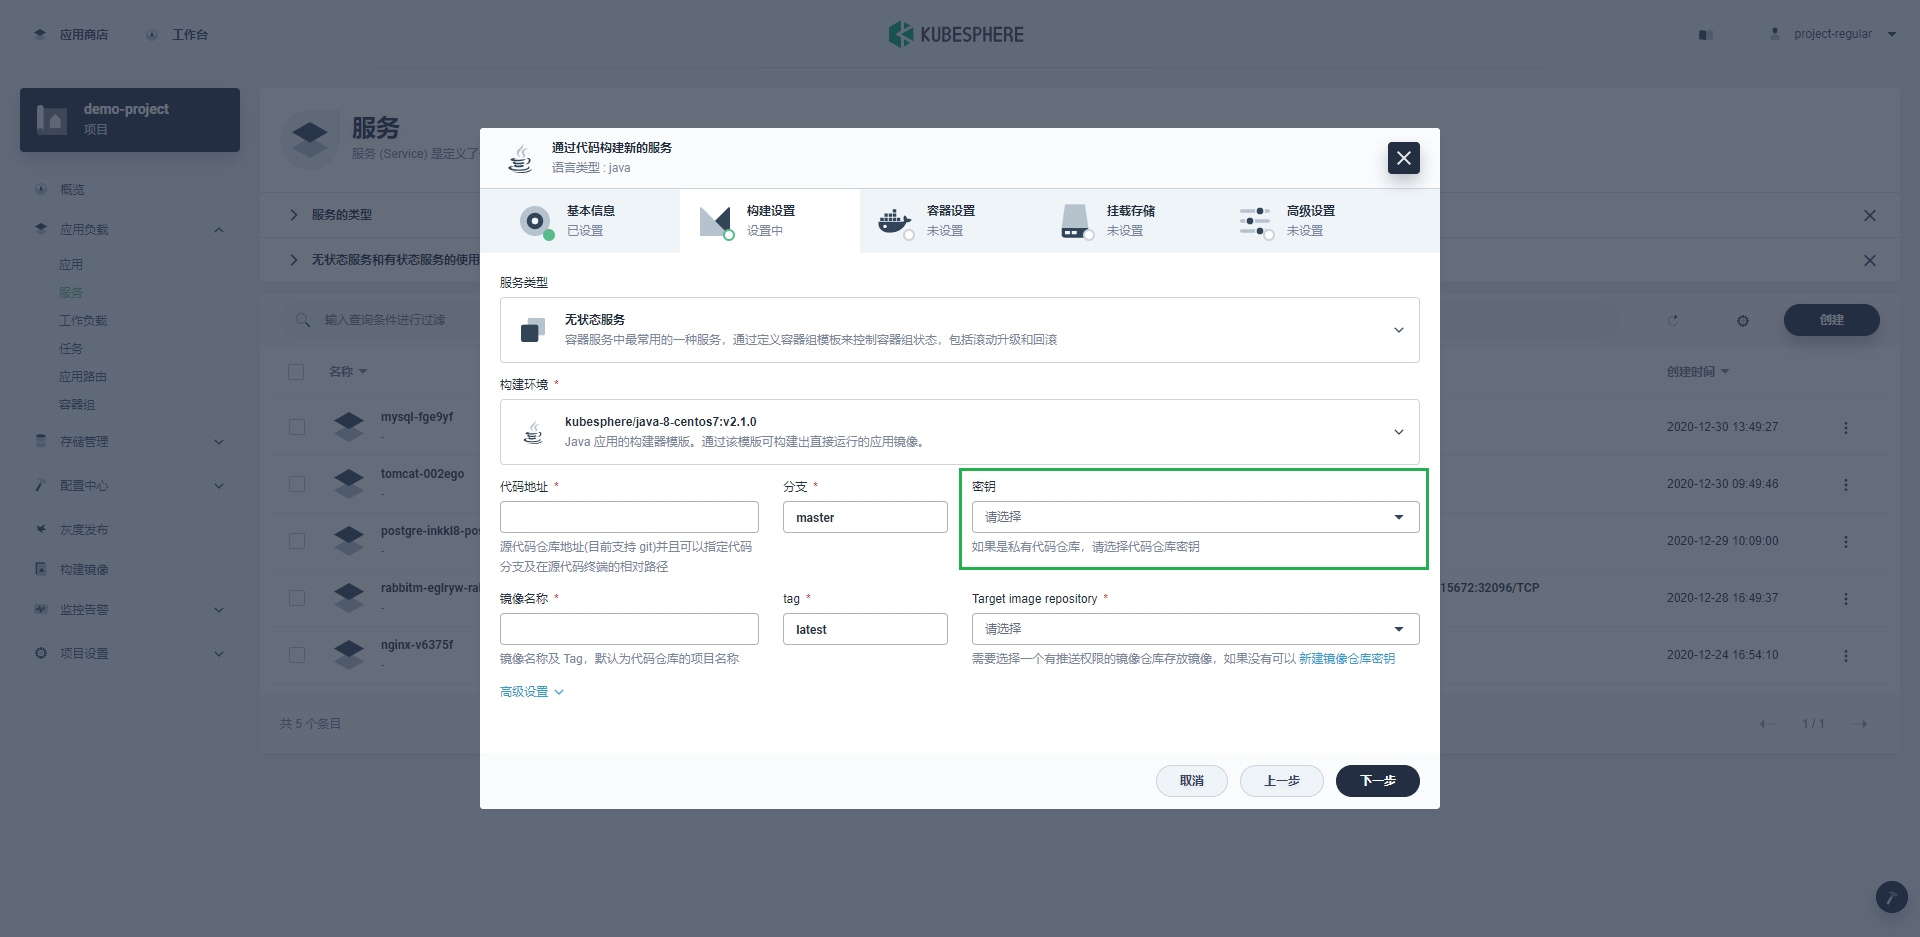 应用商店
工作台
KUBESPHERE
project-regular
demo-project
项目
概览
应用负载
应用
服务
工作负载
任务
应用路由
容器组
存储管理
配置中心
灰度发布
构建镜像
监控告警
项目设置
服务
服务 (Service) 是定义了
服务的类型
无状态服务和有状态服务的使用
输入查询条件进行过滤
创建
名称
创建时间
mysql-fge9yf
-
2020-12-30 13:49:27
tomcat-002ego
-
2020-12-30 09:49:46
postgre-inkkl8-pos
-
2020-12-29 10:09:00
rabbitm-eglryw-ra
-
15672:32096/TCP
2020-12-28 16:49:37
nginx-v6375f
-
2020-12-24 16:54:10
共 5 个条目
1 / 1
通过代码构建新的服务
语言类型 : java
基本信息
已设置
构建设置
设置中
容器设置
未设置
挂载存储
未设置
高级设置
未设置
服务类型
无状态服务
容器服务中最常用的一种服务，通过定义容器组模板来控制容器组状态，包括滚动升级和回滚
构建环境 *
kubesphere/java-8-centos7:v2.1.0
Java 应用的构建器模版。通过该模版可构建出直接运行的应用镜像。
代码地址 *
源代码仓库地址(目前支持 git)并且可以指定代码
分支及在源代码终端的相对路径
分支 *
master
密钥
请选择
如果是私有代码仓库，请选择代码仓库密钥
镜像名称 *
镜像名称及 Tag，默认为代码仓库的项目名称
tag *
latest
Target image repository *
请选择
需要选择一个有推送权限的镜像仓库存放镜像，如果没有可以 新建镜像仓库密钥
高级设置
取消
上一步
下一步